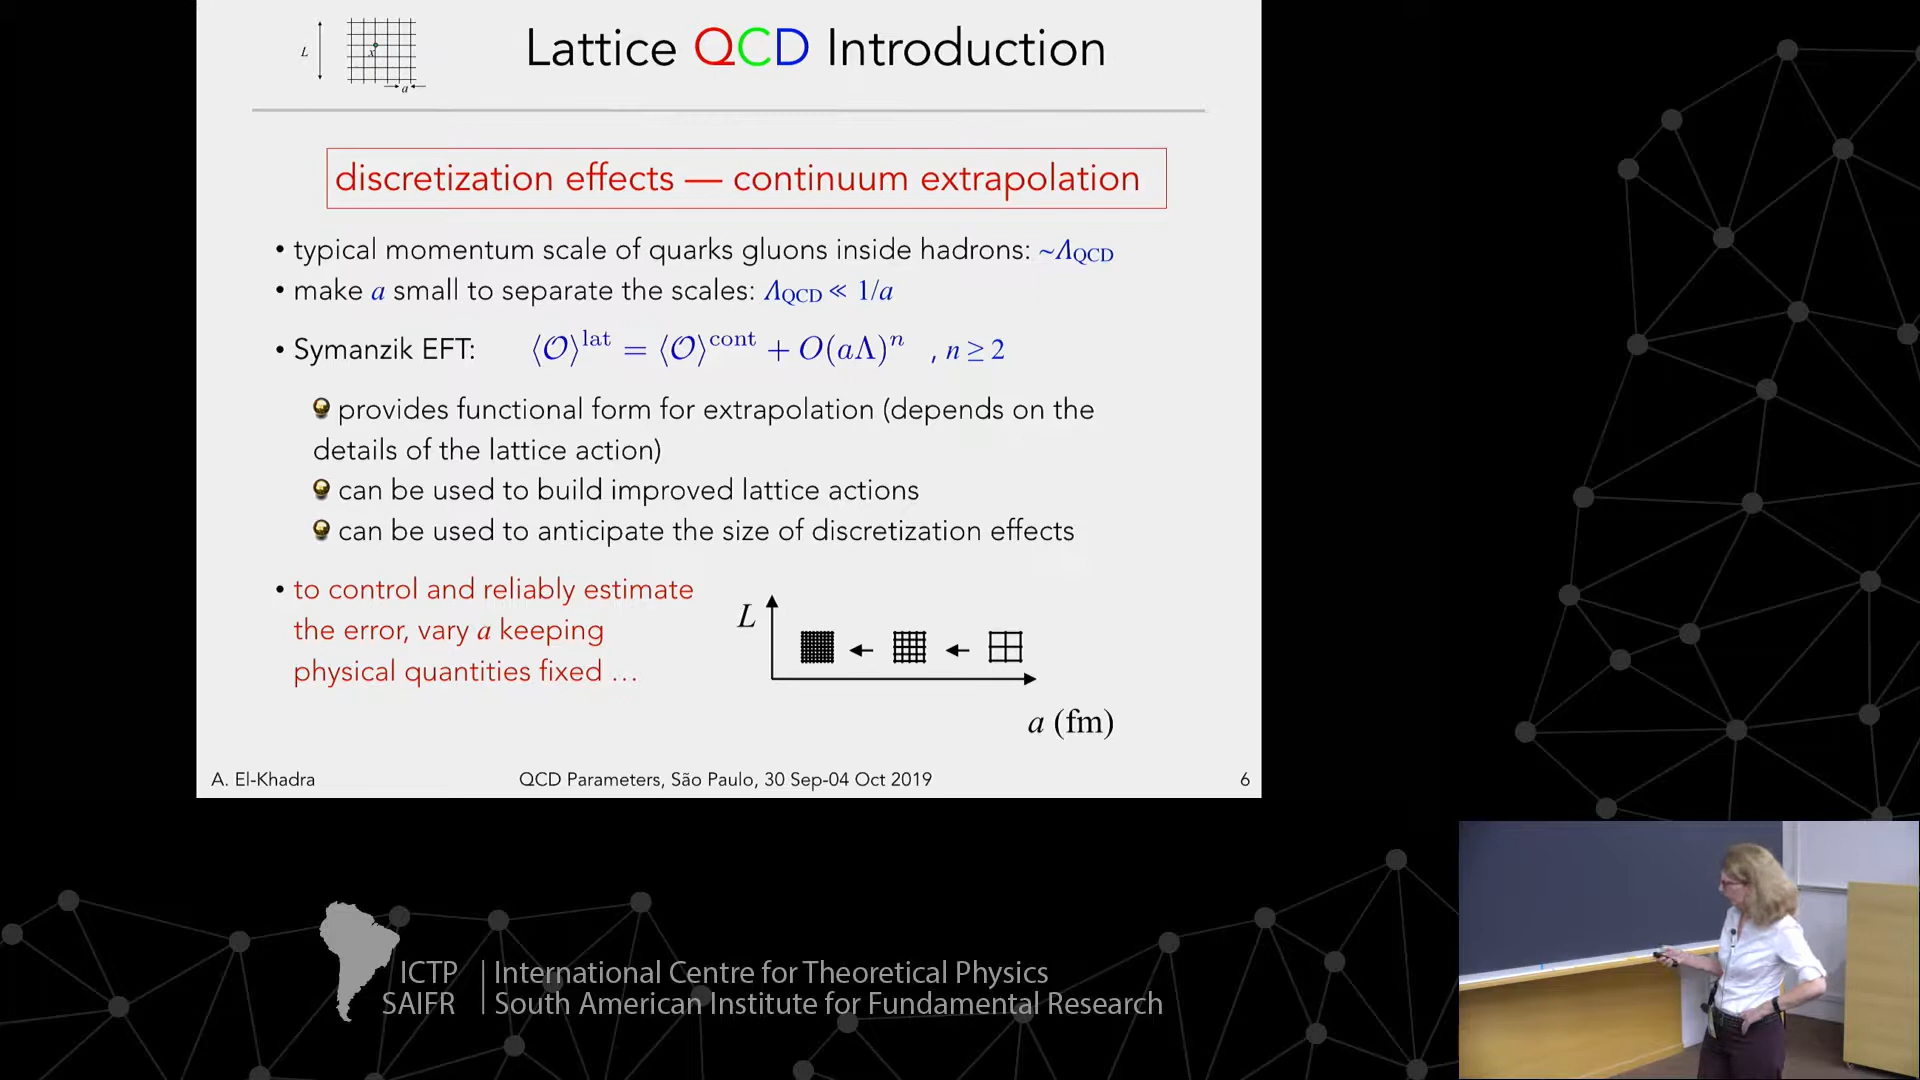 L
x
a
Lattice QCD Introduction
discretization effects — continuum extrapolation
• typical momentum scale of quarks gluons inside hadrons: ~ΛQCD
• make a small to separate the scales: ΛQCD ≪ 1/a
• Symanzik EFT: ⟨𝒪⟩^lat = ⟨𝒪⟩^cont + O(aΛ)^n , n ≥ 2
provides functional form for extrapolation (depends on the
details of the lattice action)
can be used to build improved lattice actions
can be used to anticipate the size of discretization effects
• to control and reliably estimate
the error, vary a keeping
physical quantities fixed …
L
a (fm)
A. El-Khadra QCD Parameters, São Paulo, 30 Sep-04 Oct 2019 6
ICTP International Centre for Theoretical Physics
SAIFR South American Institute for Fundamental Research